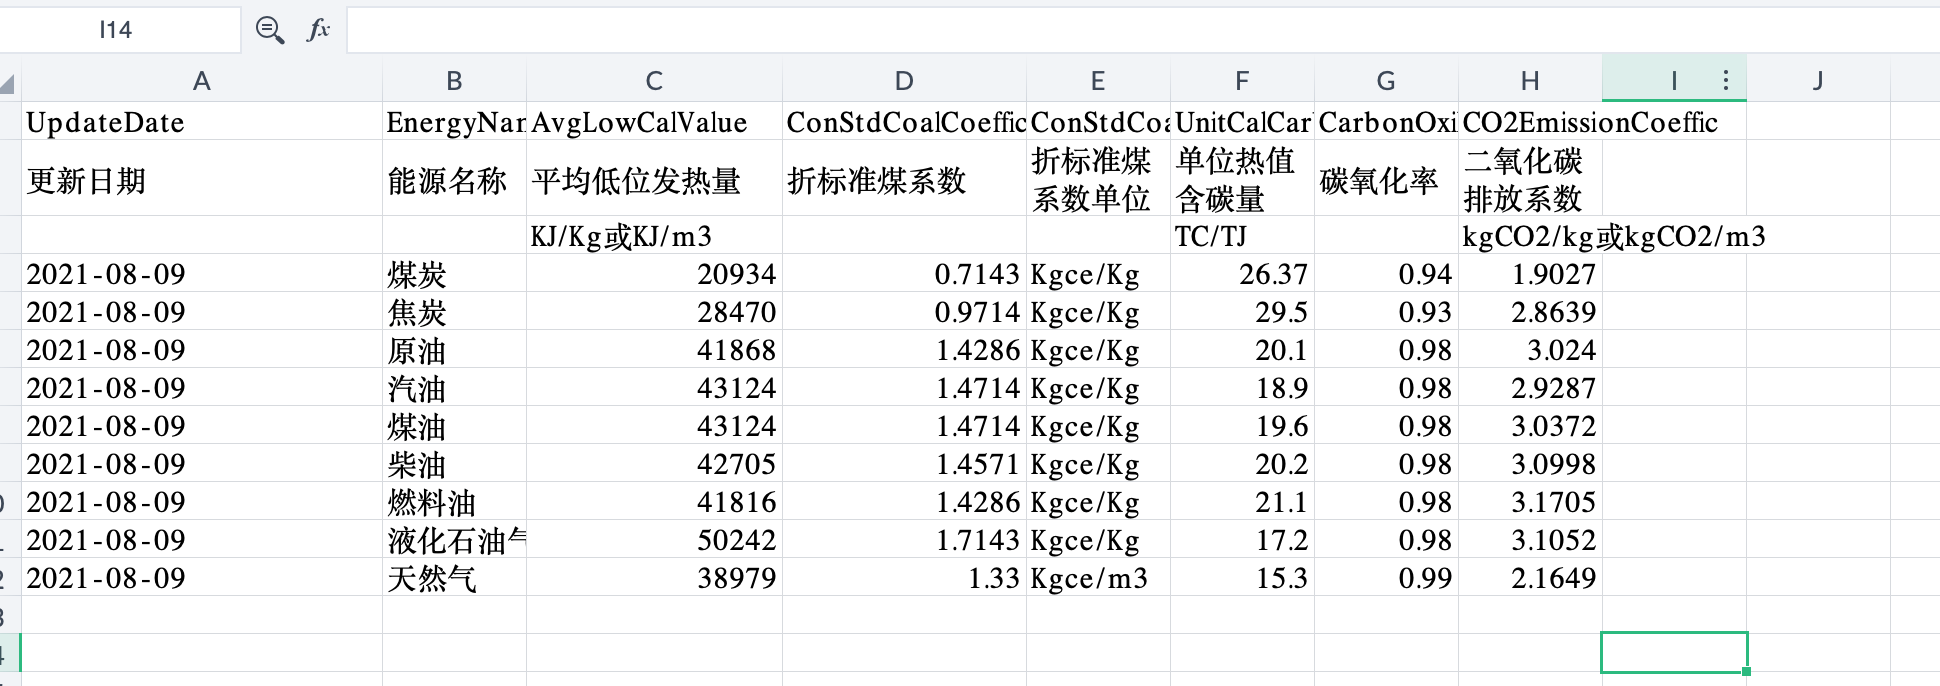 I14 fx
A B C D E F G H I J
UpdateDate EnergyNar AvgLowCalValue ConStdCoalCoeffic ConStdCoa UnitCalCar CarbonOxi CO2EmissionCoeffic
更新日期 能源名称 平均低位发热量 折标准煤系数 折标准煤系数单位 单位热值含碳量 碳氧化率 二氧化碳排放系数
KJ/Kg或KJ/m3 TC/TJ kgCO2/kg或kgCO2/m3
2021-08-09 煤炭 20934 0.7143 Kgce/Kg 26.37 0.94 1.9027
2021-08-09 焦炭 28470 0.9714 Kgce/Kg 29.5 0.93 2.8639
2021-08-09 原油 41868 1.4286 Kgce/Kg 20.1 0.98 3.024
2021-08-09 汽油 43124 1.4714 Kgce/Kg 18.9 0.98 2.9287
2021-08-09 煤油 43124 1.4714 Kgce/Kg 19.6 0.98 3.0372
2021-08-09 柴油 42705 1.4571 Kgce/Kg 20.2 0.98 3.0998
2021-08-09 燃料油 41816 1.4286 Kgce/Kg 21.1 0.98 3.1705
2021-08-09 液化石油气 50242 1.7143 Kgce/Kg 17.2 0.98 3.1052
2021-08-09 天然气 38979 1.33 Kgce/m3 15.3 0.99 2.1649